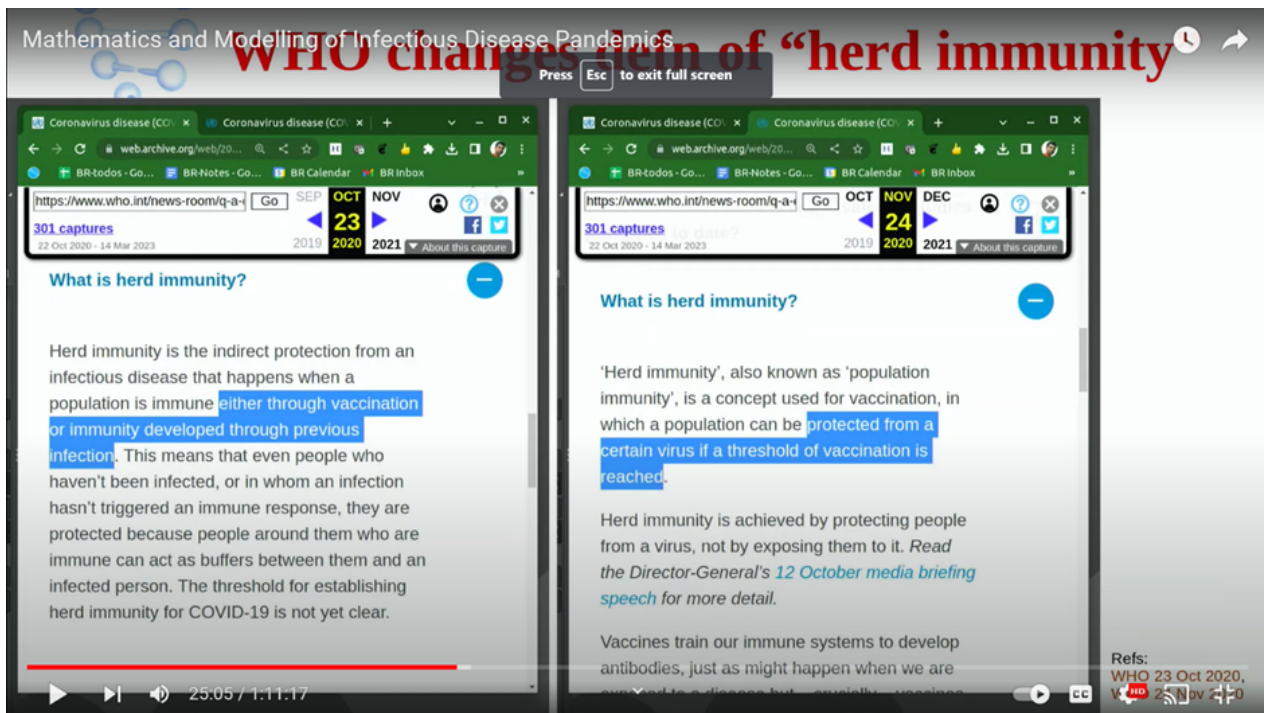 WHO changes defn of “herd immunity
Mathematics and Modelling of Infectious Disease Pandemics
Press Esc to exit full screen
Coronavirus disease (CO
Coronavirus disease (CO
web.archive.org/web/20...
BR-todos - Go...
BR-Notes - Go...
BR Calendar
BR Inbox
»
https://www.who.int/news-room/q-a-
Go
SEP
OCT
NOV
301 captures
23
22 Oct 2020 - 14 Mar 2023
2019
2020
2021
About this capture
What is herd immunity?
Herd immunity is the indirect protection from an
infectious disease that happens when a
population is immune either through vaccination
or immunity developed through previous
infection. This means that even people who
haven’t been infected, or in whom an infection
hasn’t triggered an immune response, they are
protected because people around them who are
immune can act as buffers between them and an
infected person. The threshold for establishing
herd immunity for COVID-19 is not yet clear.
Coronavirus disease (CO
Coronavirus disease (CO
web.archive.org/web/20...
BR-todos - Go...
BR-Notes - Go...
BR Calendar
BR Inbox
»
https://www.who.int/news-room/q-a-
Go
OCT
NOV
DEC
301 captures
24
22 Oct 2020 - 14 Mar 2023
2019
2020
2021
About this capture
to date?
What is herd immunity?
‘Herd immunity’, also known as ‘population
immunity’, is a concept used for vaccination, in
which a population can be protected from a
certain virus if a threshold of vaccination is
reached.
Herd immunity is achieved by protecting people
from a virus, not by exposing them to it. Read
the Director-General’s 12 October media briefing
speech for more detail.
Vaccines train our immune systems to develop
antibodies, just as might happen when we are
Refs:
WHO 23 Oct 2020,
Nov 2020
25:05 / 1:11:17
CC
HD